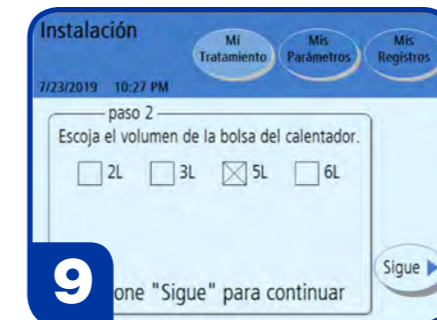 Instalación
Mi
Tratamiento
Mis
Parámetros
Mis
Registros
7/23/2019 10:27 PM
paso 2
Escoja el volumen de la bolsa del calentador.
2L 3L 5L 6L
"Sigue" para continuar
Sigue
9